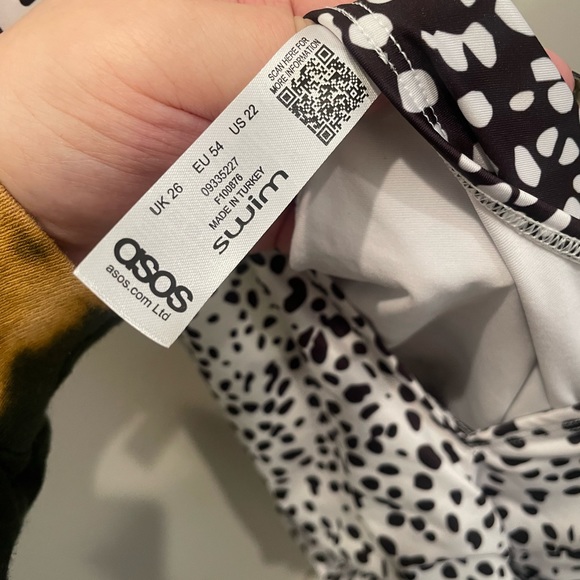 SCAN HERE FOR
MORE INFORMATION
UK 26 EU 54 US 22
09335227
F100876
MADE IN TURKEY
swim
asos
asos.com Ltd